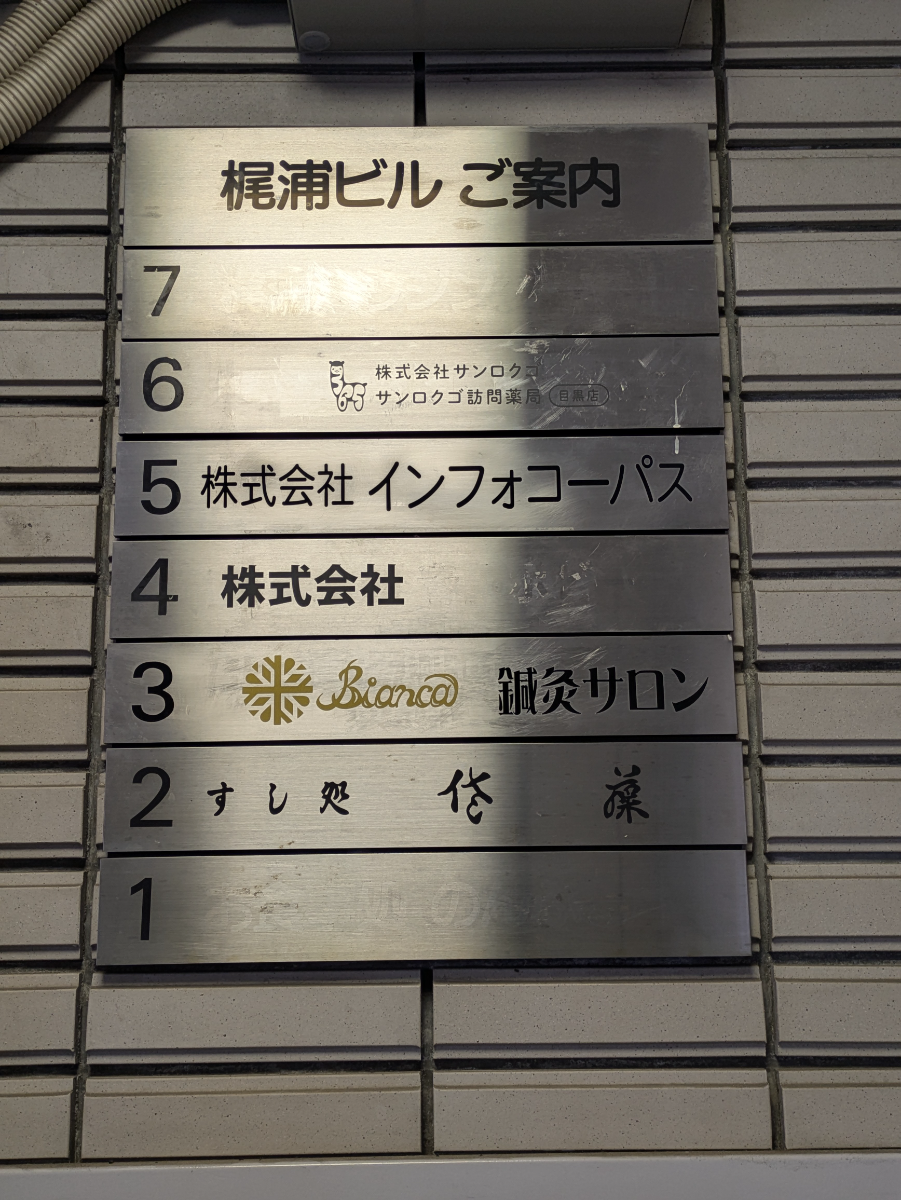 梶浦ビル ご案内
7
6 株式会社サンロクゴ
サンロクゴ訪問薬局 目黒店
5 株式会社 インフォコーパス
4 株式会社
3 Bianca 鍼灸サロン
2 すし処
1